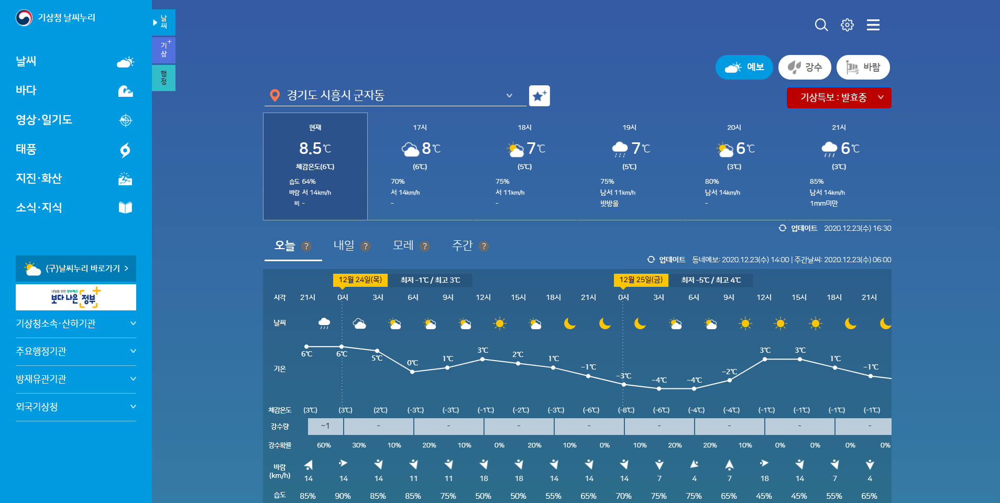 기상청 날씨누리
날씨
바다
영상·일기도
태풍
지진·화산
소식·지식
(구)날씨누리 바로가기 >
내일을 위한 정부혁신
보다 나은 정부
기상청소속·산하기관
주요행정기관
방재유관기관
외국기상청
날씨
기상+
행정
예보 강수 바람
경기도 시흥시 군자동
기상특보 : 발효중
현재 17시 18시 19시 20시 21시
8.5℃ 8℃ 7℃ 7℃ 6℃ 6℃
체감온도(6℃) (6℃) (5℃) (5℃) (3℃) (3℃)
습도 64% 70% 75% 75% 80% 85%
바람 서 14km/h 서 14km/h 서 11km/h 남서 11km/h 남서 14km/h 남서 14km/h
비 - - - 빗방울 - 1mm미만
업데이트 2020.12.23(수) 16:30
오늘 ? 내일 ? 모레 ? 주간 ?
업데이트 동네예보: 2020.12.23(수) 14:00 | 주간날씨: 2020.12.23(수) 06:00
12월 24일(목) 최저 -1℃ / 최고 3℃ 12월 25일(금) 최저 -5℃ / 최고 4℃
시각 21시 0시 3시 6시 9시 12시 15시 18시 21시 0시 3시 6시 9시 12시 15시 18시 21시
날씨
기온 6℃ 6℃ 5℃ 0℃ 1℃ 3℃ 2℃ 1℃ -1℃ -3℃ -4℃ -4℃ -2℃ 3℃ 3℃ 1℃ -1℃
체감온도 (3℃) (3℃) (2℃) (-3℃) (-3℃) (-1℃) (-2℃) (-3℃) (-6℃) (-8℃) (-6℃) (-4℃) (-4℃) (-1℃) (-1℃) (-1℃) (-1℃)
강수량 ~1 - - - - - - - -
강수확률 60% 30% 10% 20% 10% 0% 20% 10% 0% 10% 20% 20% 10% 0% 0% 0% 0%
바람
(km/h) 14 14 14 11 11 18 18 14 14 14 7 4 7 18 14 7 4
습도 85% 90% 85% 85% 75% 50% 50% 55% 65% 70% 75% 75% 65% 45% 45% 55% 65%